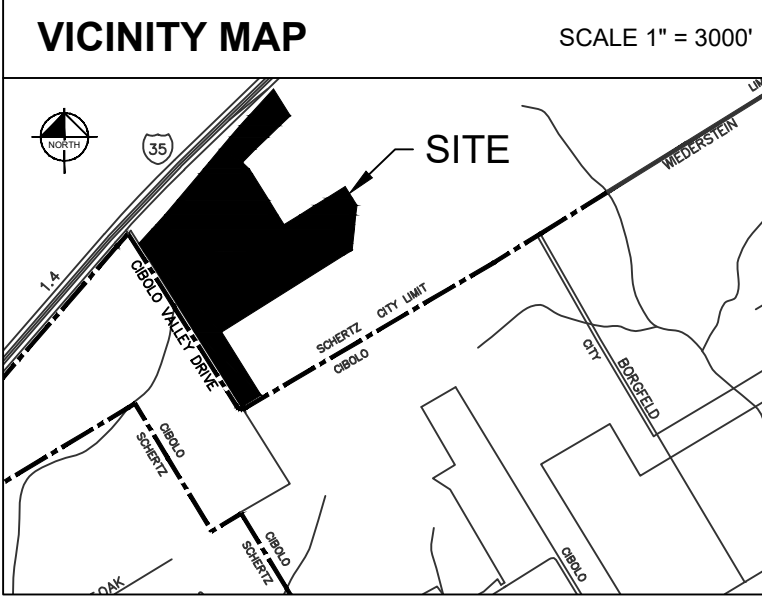 VICINITY MAP
SCALE 1" = 3000'
NORTH
35
SITE
WIEDERSTEIN
1.4
CIBOLO VALLEY DRIVE
SCHERTZ CITY LIMIT
CIBOLO
CITY
BORGFELD
CIBOLO
SCHERTZ
CIBOLO
SCHERTZ
CIBOLO
OAK